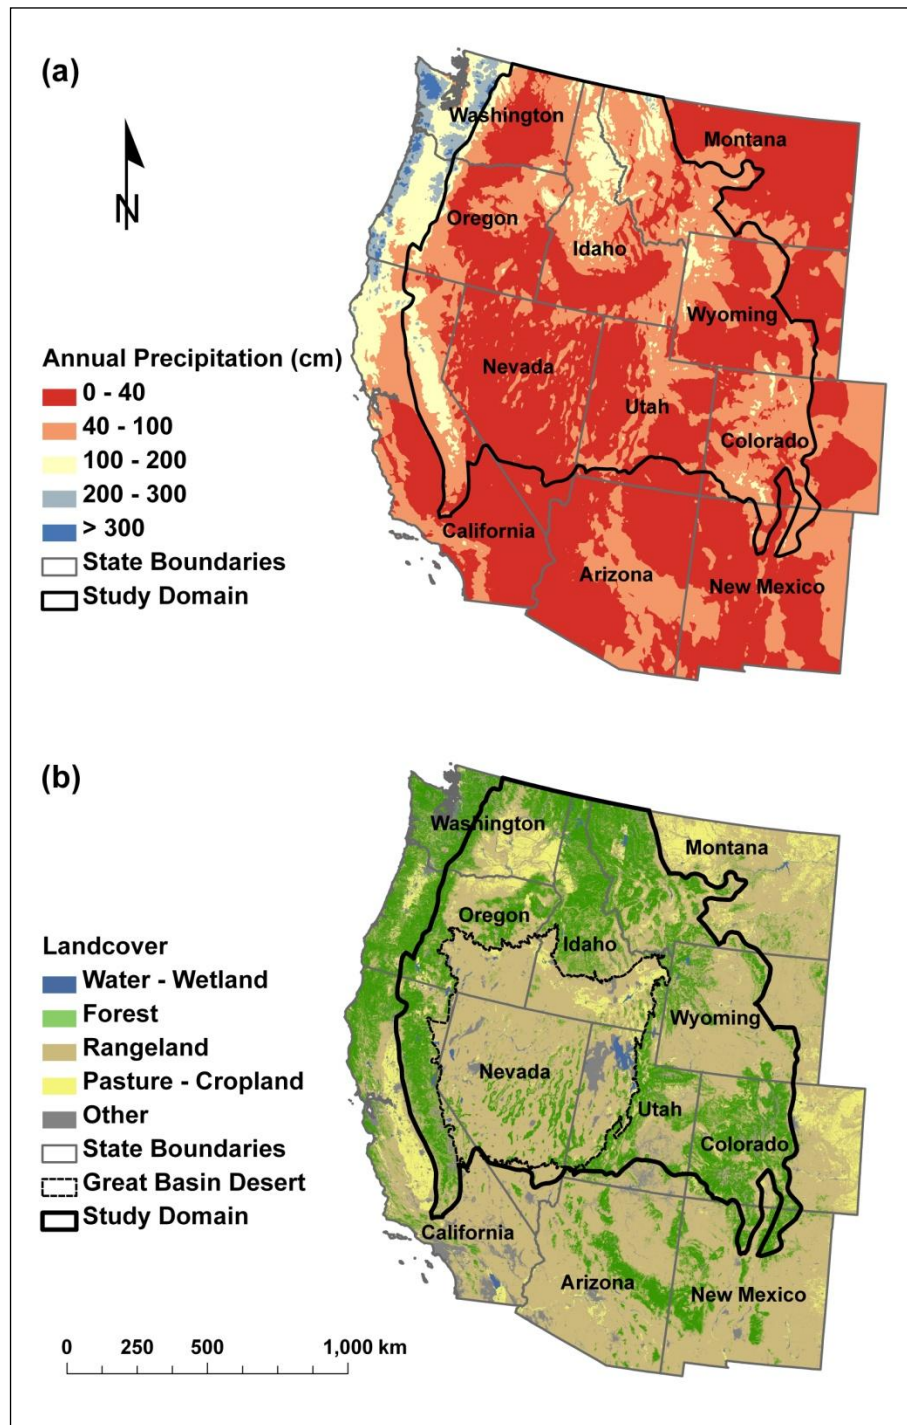 (a)
N
Washington
Montana
Oregon
Idaho
Wyoming
Annual Precipitation (cm)
0 - 40
40 - 100
100 - 200
200 - 300
> 300
State Boundaries
Study Domain
Nevada
Utah
Colorado
California
Arizona
New Mexico
(b)
Washington
Montana
Oregon
Idaho
Wyoming
Landcover
Water - Wetland
Forest
Rangeland
Pasture - Cropland
Other
State Boundaries
Great Basin Desert
Study Domain
Nevada
Utah
Colorado
California
Arizona
New Mexico
0 250 500 1,000 km